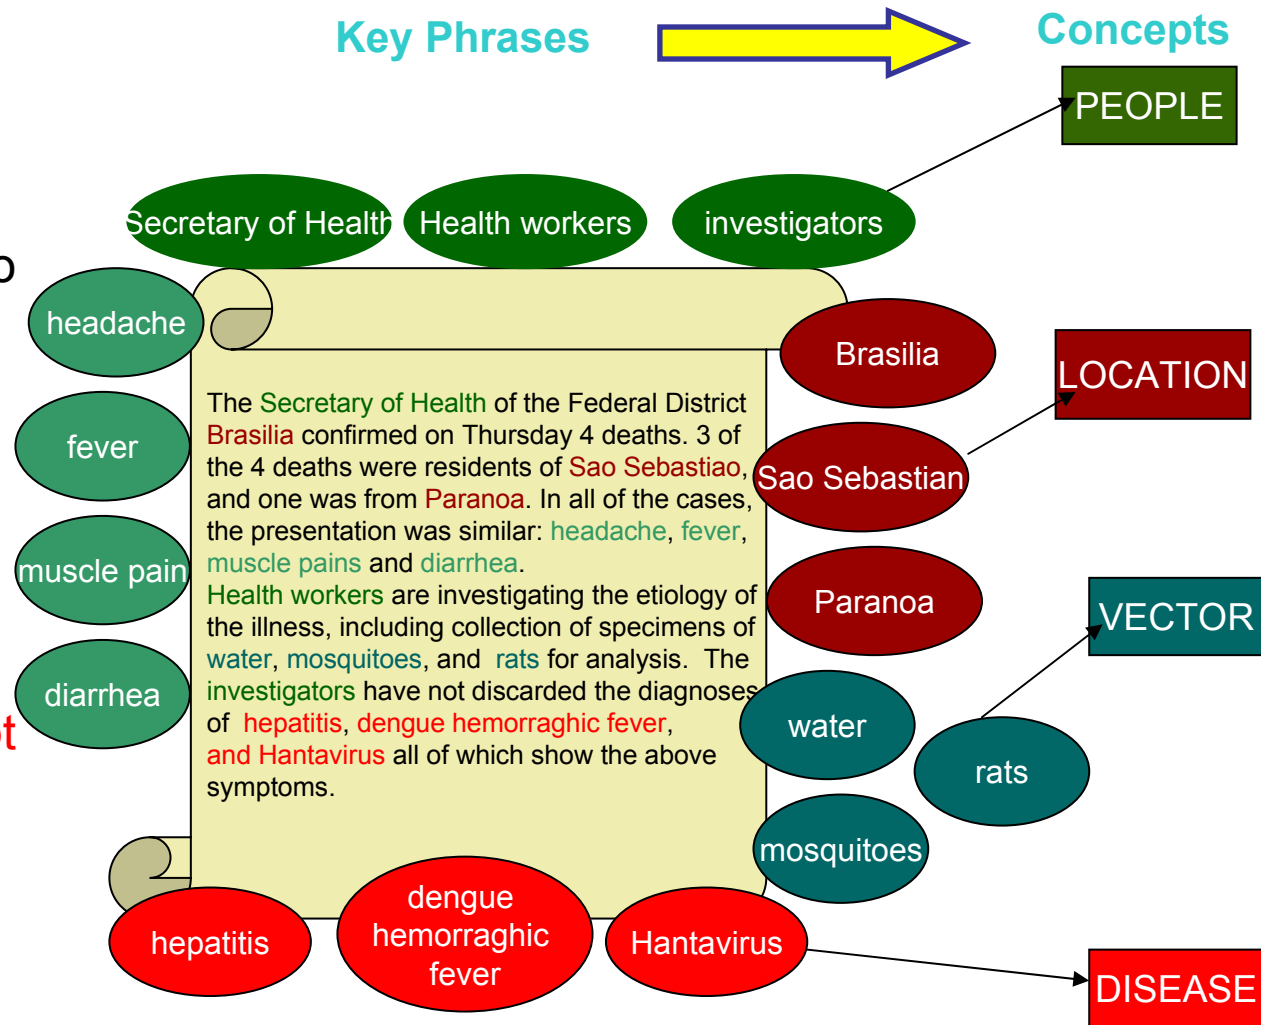 Key Phrases
Concepts
PEOPLE
Secretary of Health
Health workers
investigators
headache
Brasilia
LOCATION
fever
Sao Sebastian
muscle pain
Paranoa
VECTOR
diarrhea
water
rats
mosquitoes
The Secretary of Health of the Federal District
Brasilia confirmed on Thursday 4 deaths. 3 of
the 4 deaths were residents of Sao Sebastiao,
and one was from Paranoa. In all of the cases,
the presentation was similar: headache, fever,
muscle pains and diarrhea.
Health workers are investigating the etiology of
the illness, including collection of specimens of
water, mosquitoes, and rats for analysis. The
investigators have not discarded the diagnoses
of hepatitis, dengue hemorraghic fever,
and Hantavirus all of which show the above
symptoms.
hepatitis
dengue
hemorraghic
fever
Hantavirus
DISEASE